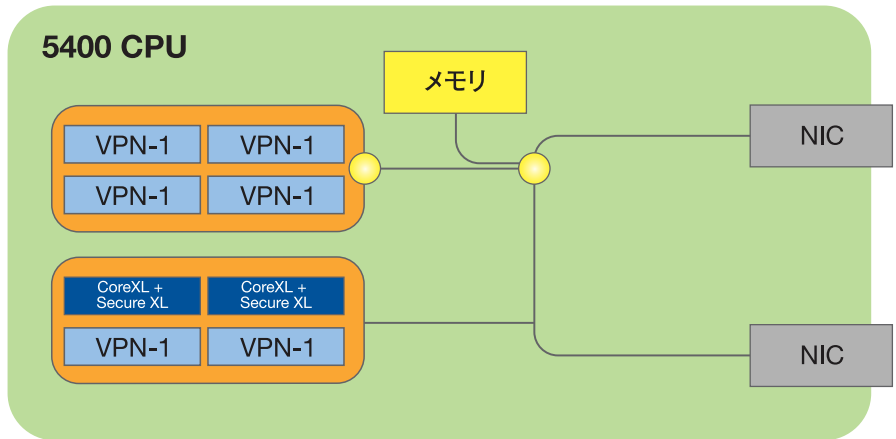 5400 CPU
メモリ
VPN-1 VPN-1
VPN-1 VPN-1
NIC
CoreXL + CoreXL +
Secure XL Secure XL
VPN-1 VPN-1
NIC